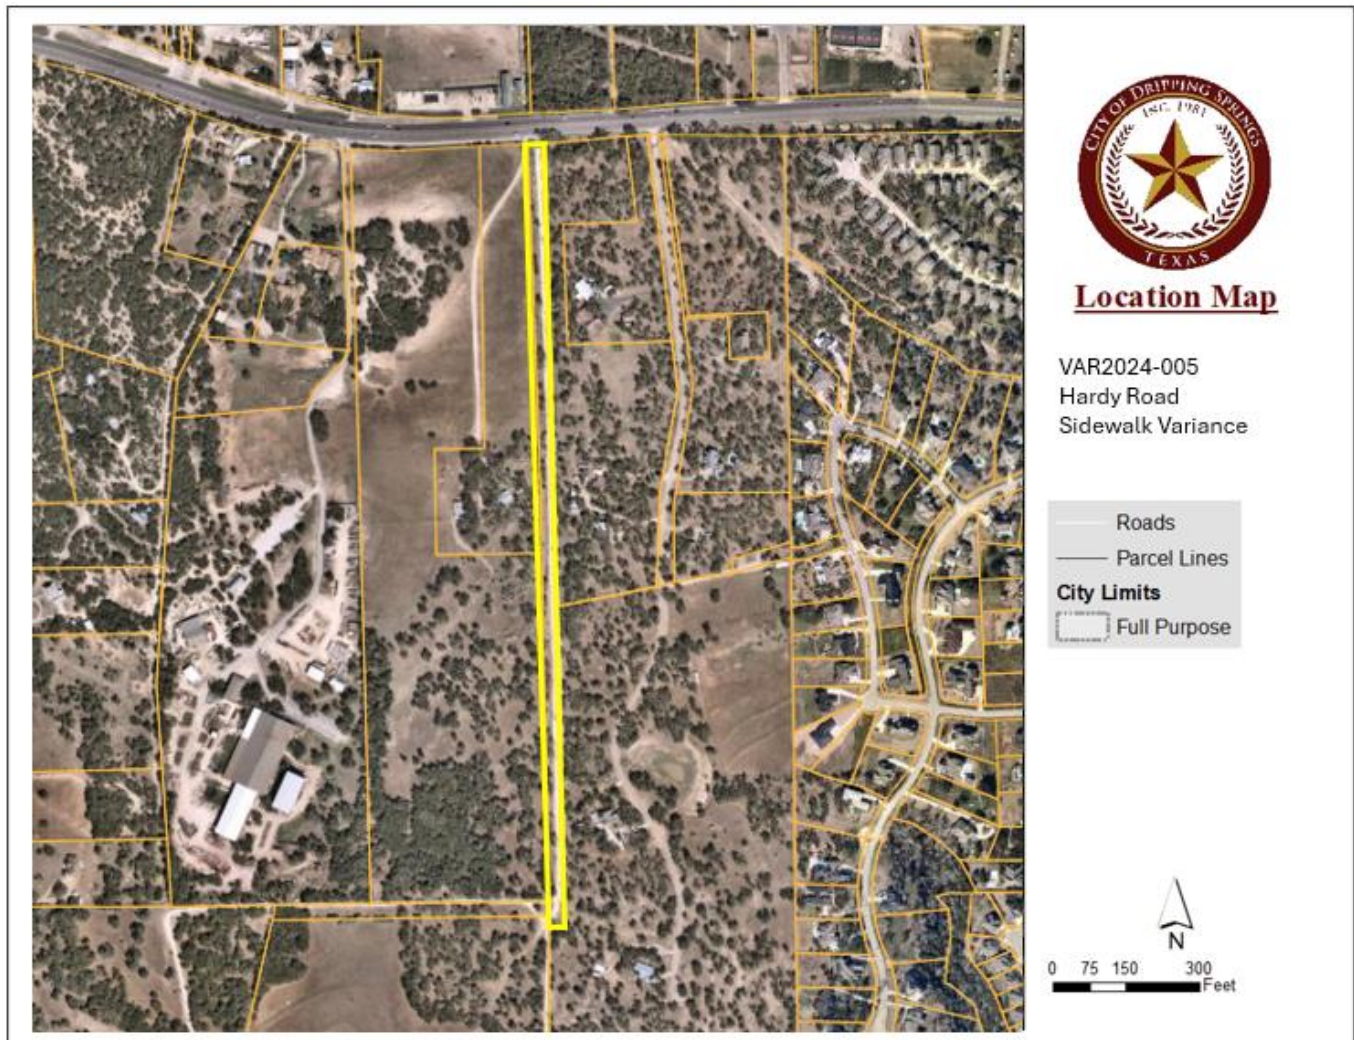 CITY OF DRIPPING SPRINGS
INC. 1981
TEXAS
Location Map
VAR2024-005
Hardy Road
Sidewalk Variance
Roads
Parcel Lines
City Limits
Full Purpose
N
0 75 150 300
Feet